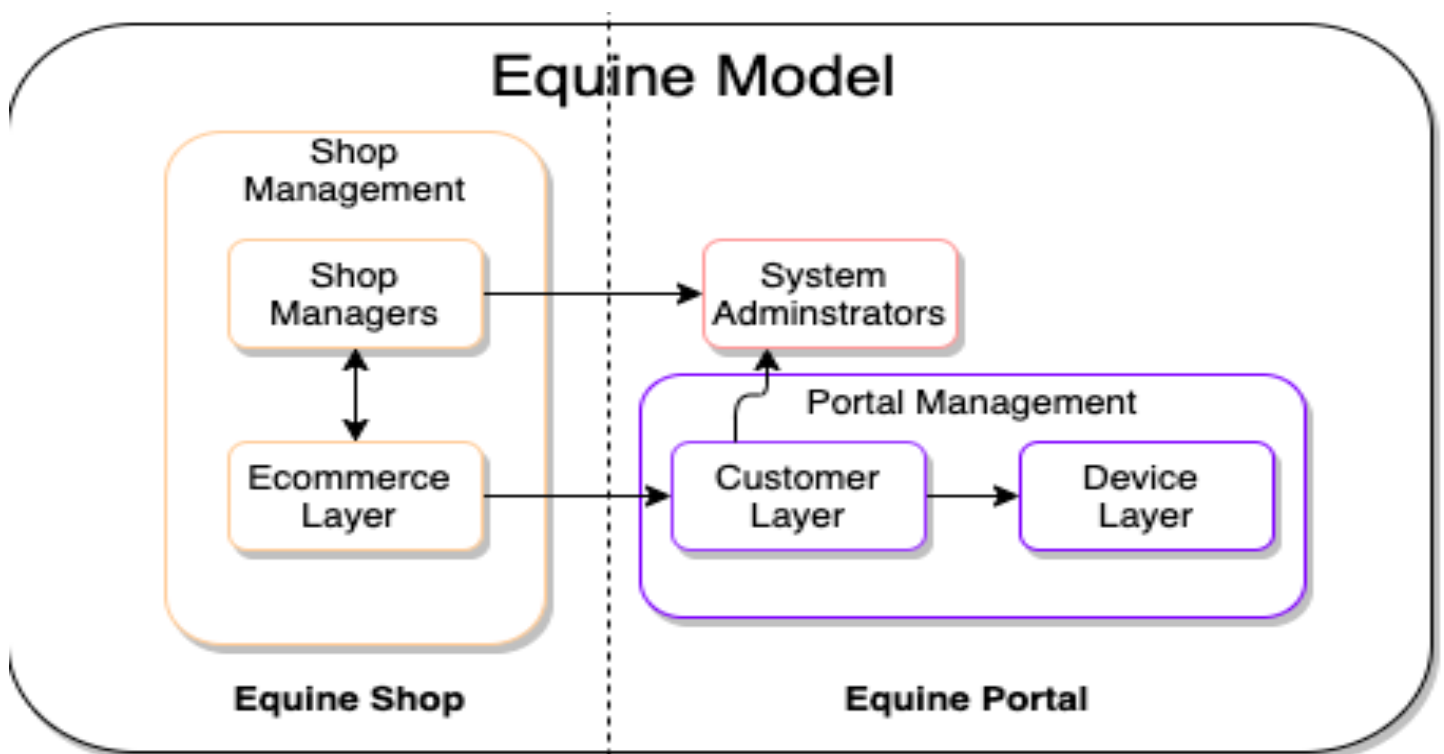 Equine Model
Shop
Management
Shop
Managers
System
Adminstrators
Portal Management
Ecommerce
Layer
Customer
Layer
Device
Layer
Equine Shop
Equine Portal